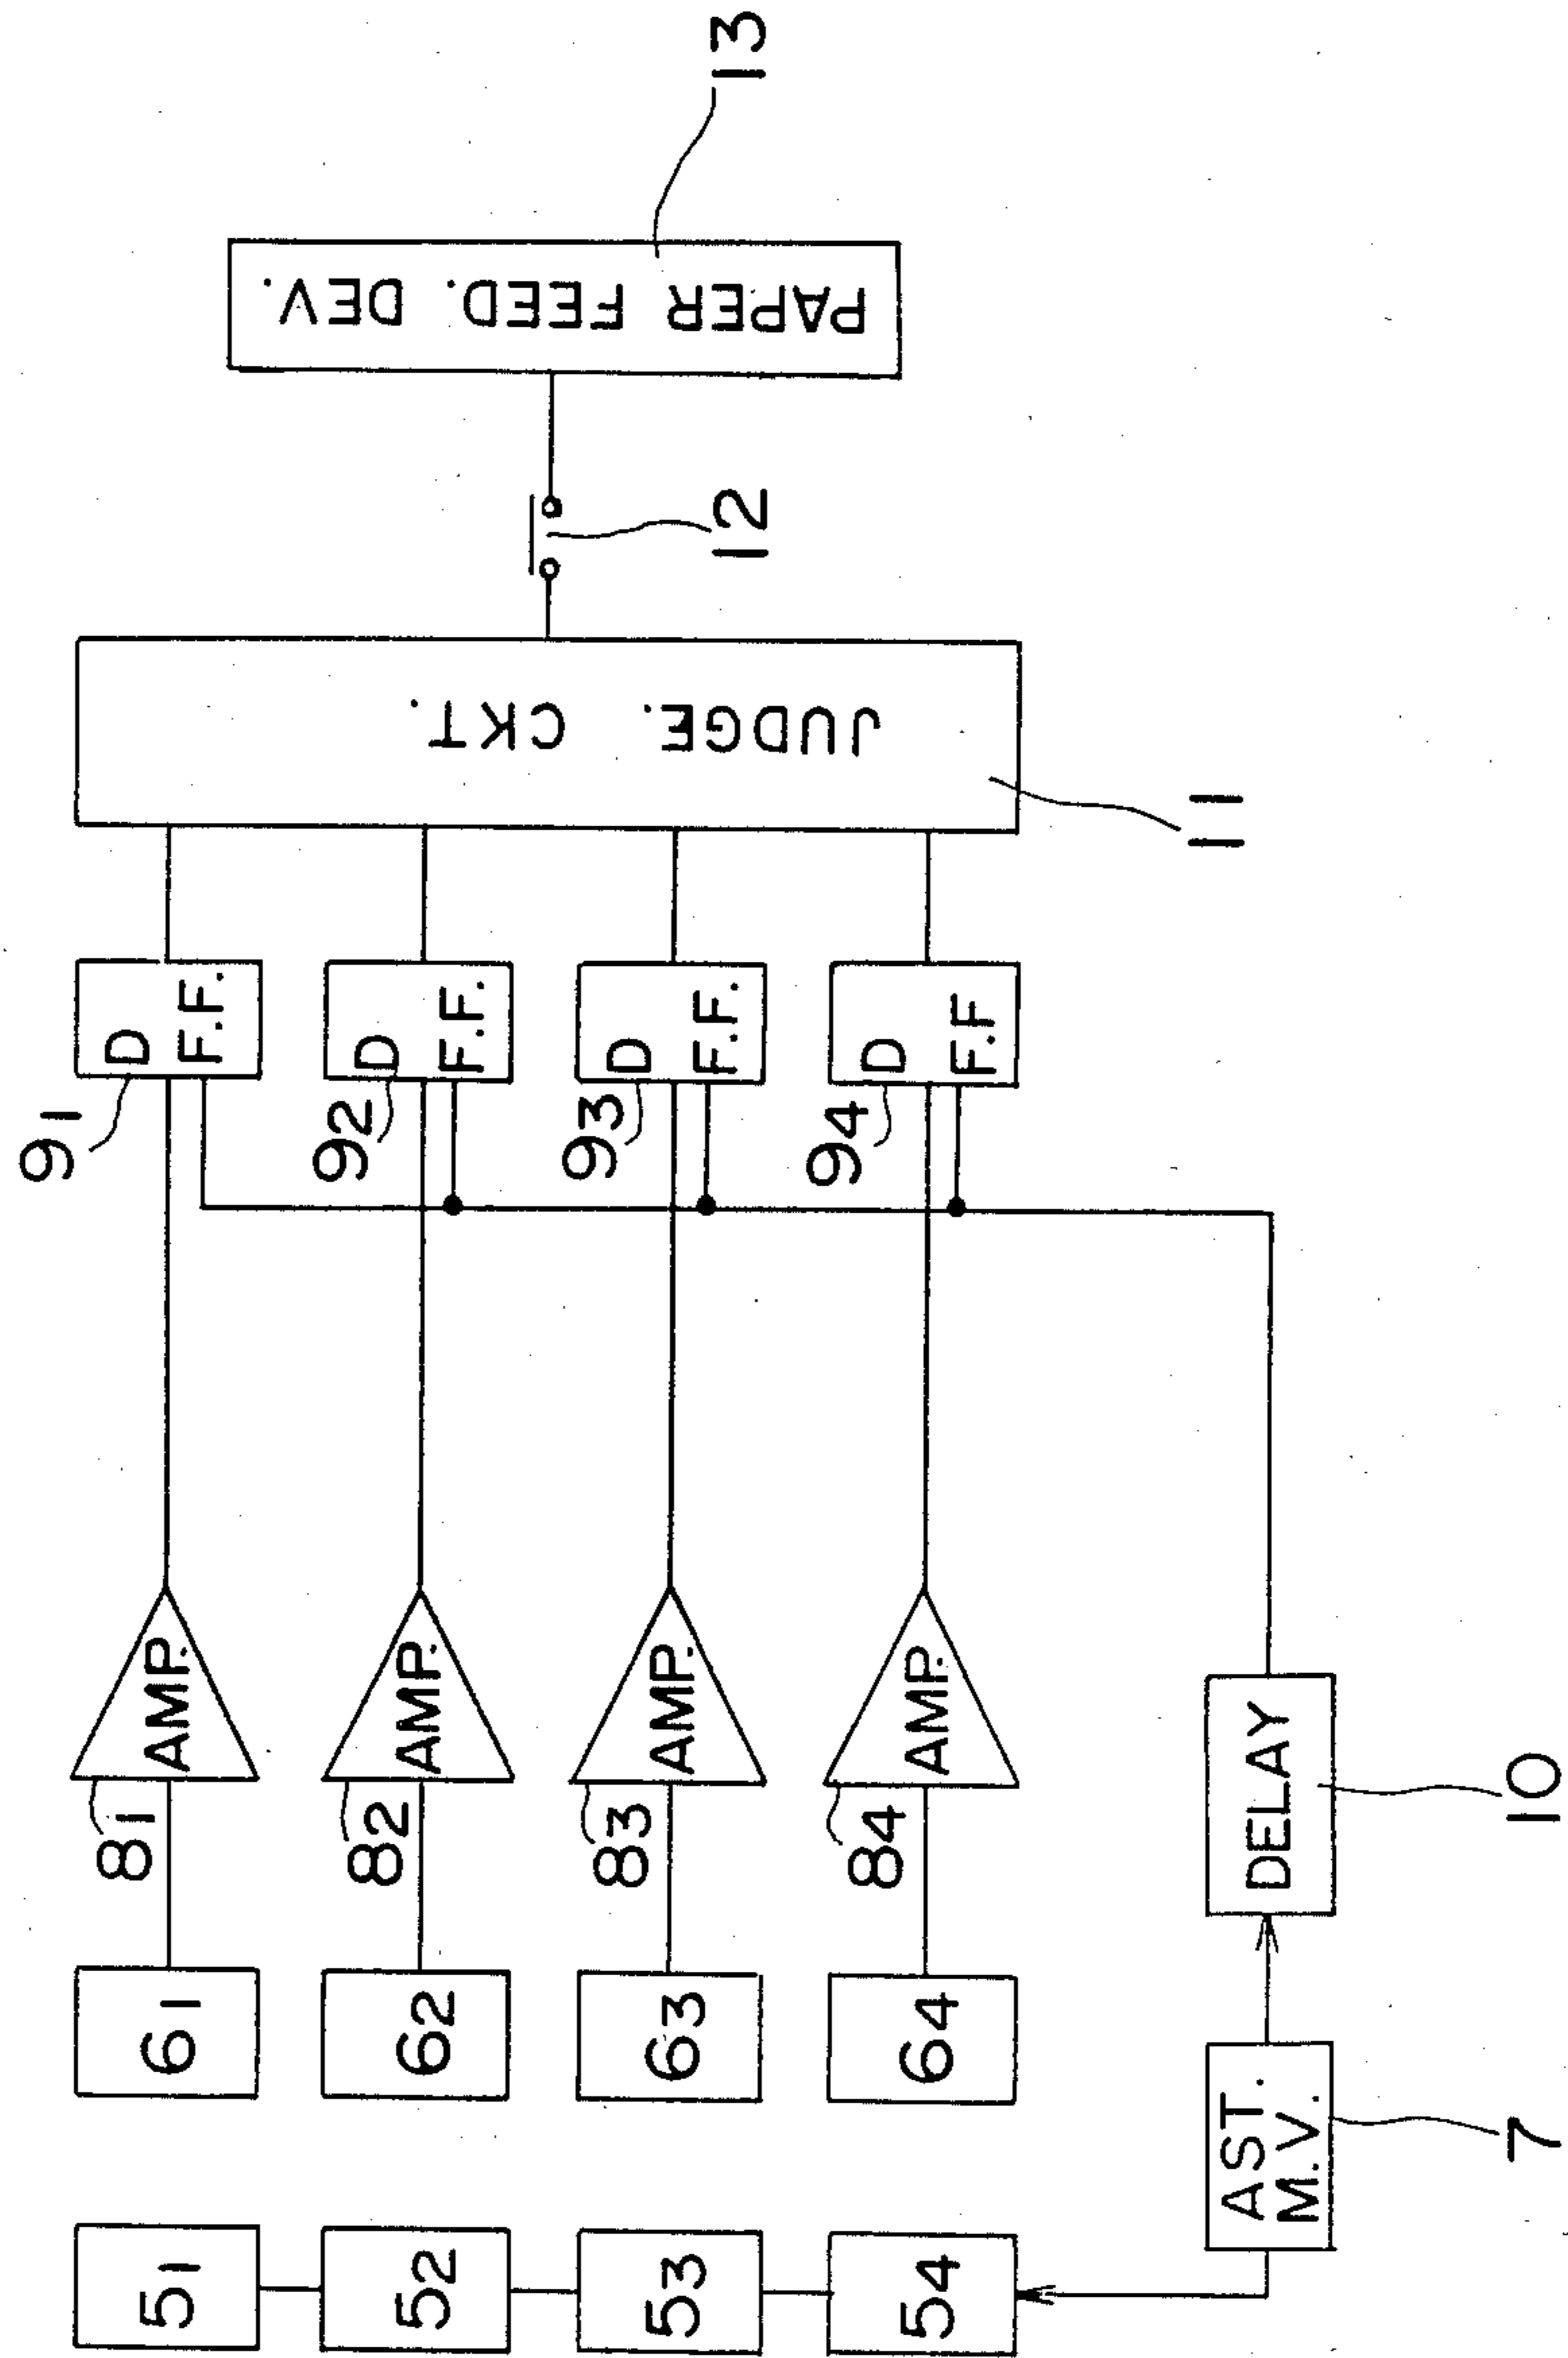 5₁
5₂
5₃
5₄
6₁
6₂
6₃
6₄
8₁
AMP.
8₂
AMP.
8₃
AMP.
8₄
AMP.
9₁
D
F.F.
9₂
D
F.F.
9₃
D
F.F.
9₄
D
F.F
JUDGE. CKT.
11
12
PAPER FEED. DEV.
13
AST.
M.V.
7
DELAY
10